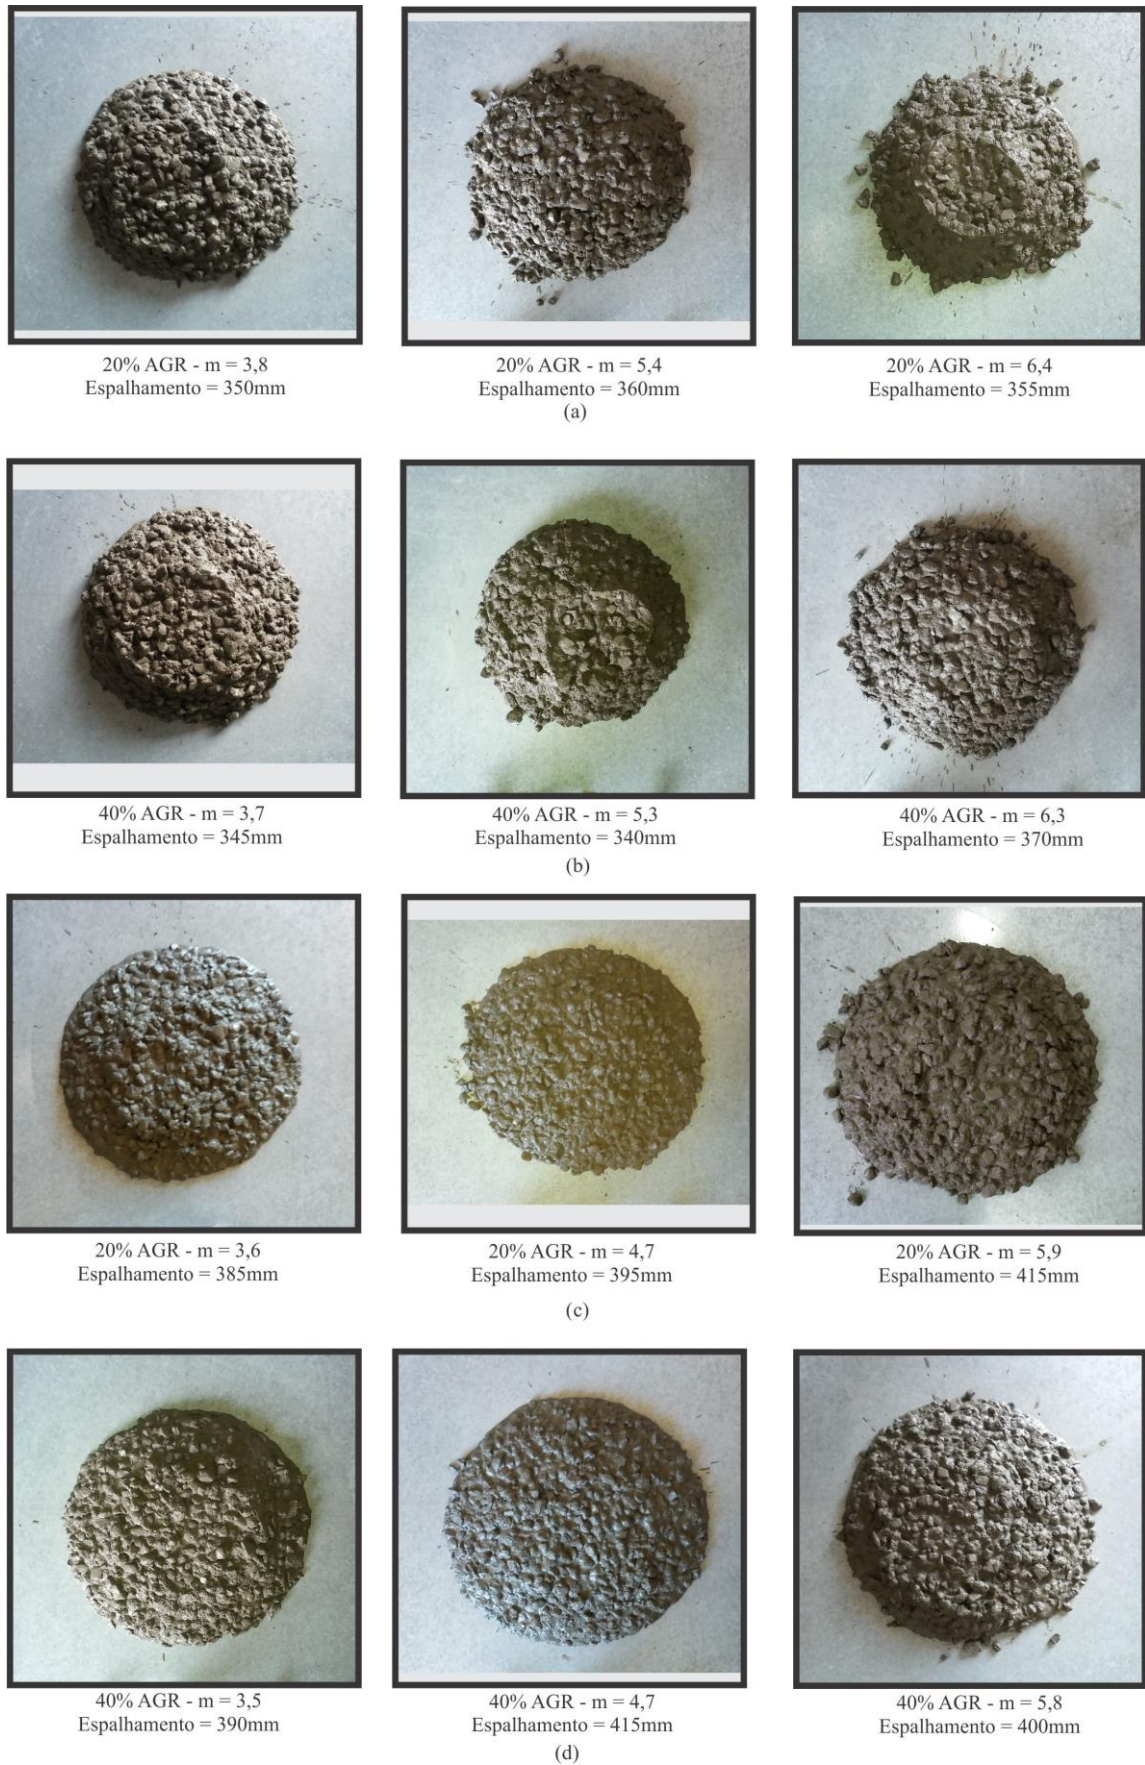 20% AGR - m = 3,8
Espalhamento = 350mm
20% AGR - m = 5,4
Espalhamento = 360mm
20% AGR - m = 6,4
Espalhamento = 355mm
(a)
40% AGR - m = 3,7
Espalhamento = 345mm
40% AGR - m = 5,3
Espalhamento = 340mm
40% AGR - m = 6,3
Espalhamento = 370mm
(b)
20% AGR - m = 3,6
Espalhamento = 385mm
20% AGR - m = 4,7
Espalhamento = 395mm
20% AGR - m = 5,9
Espalhamento = 415mm
(c)
40% AGR - m = 3,5
Espalhamento = 390mm
40% AGR - m = 4,7
Espalhamento = 415mm
40% AGR - m = 5,8
Espalhamento = 400mm
(d)